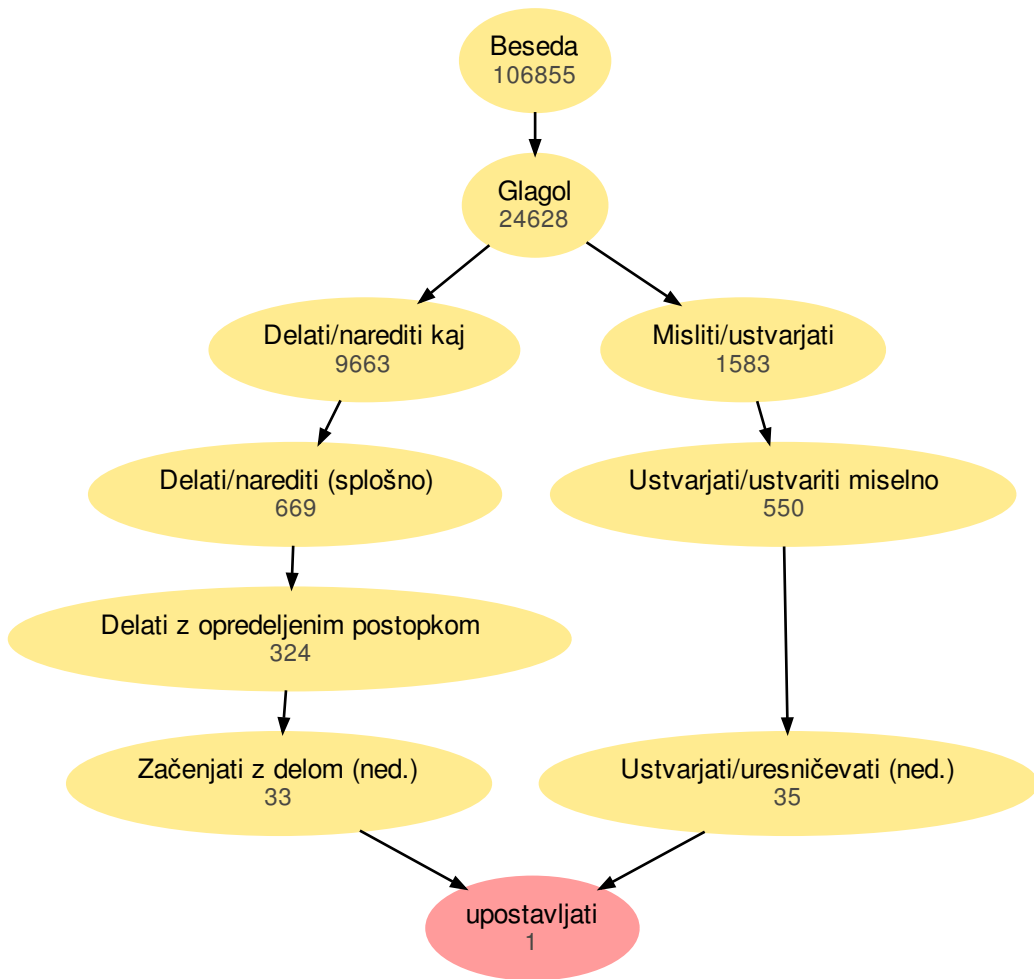 Beseda
106855
Glagol
24628
Delati/narediti kaj
9663
Misliti/ustvarjati
1583
Delati/narediti (splošno)
669
Ustvarjati/ustvariti miselno
550
Delati z opredeljenim postopkom
324
Začenjati z delom (ned.)
33
Ustvarjati/uresničevati (ned.)
35
upostavljati
1